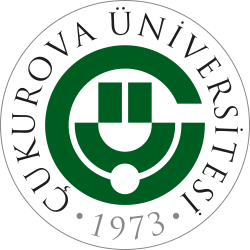 ÇUKUROVA ÜNİVERSİTESİ
• 1973 •